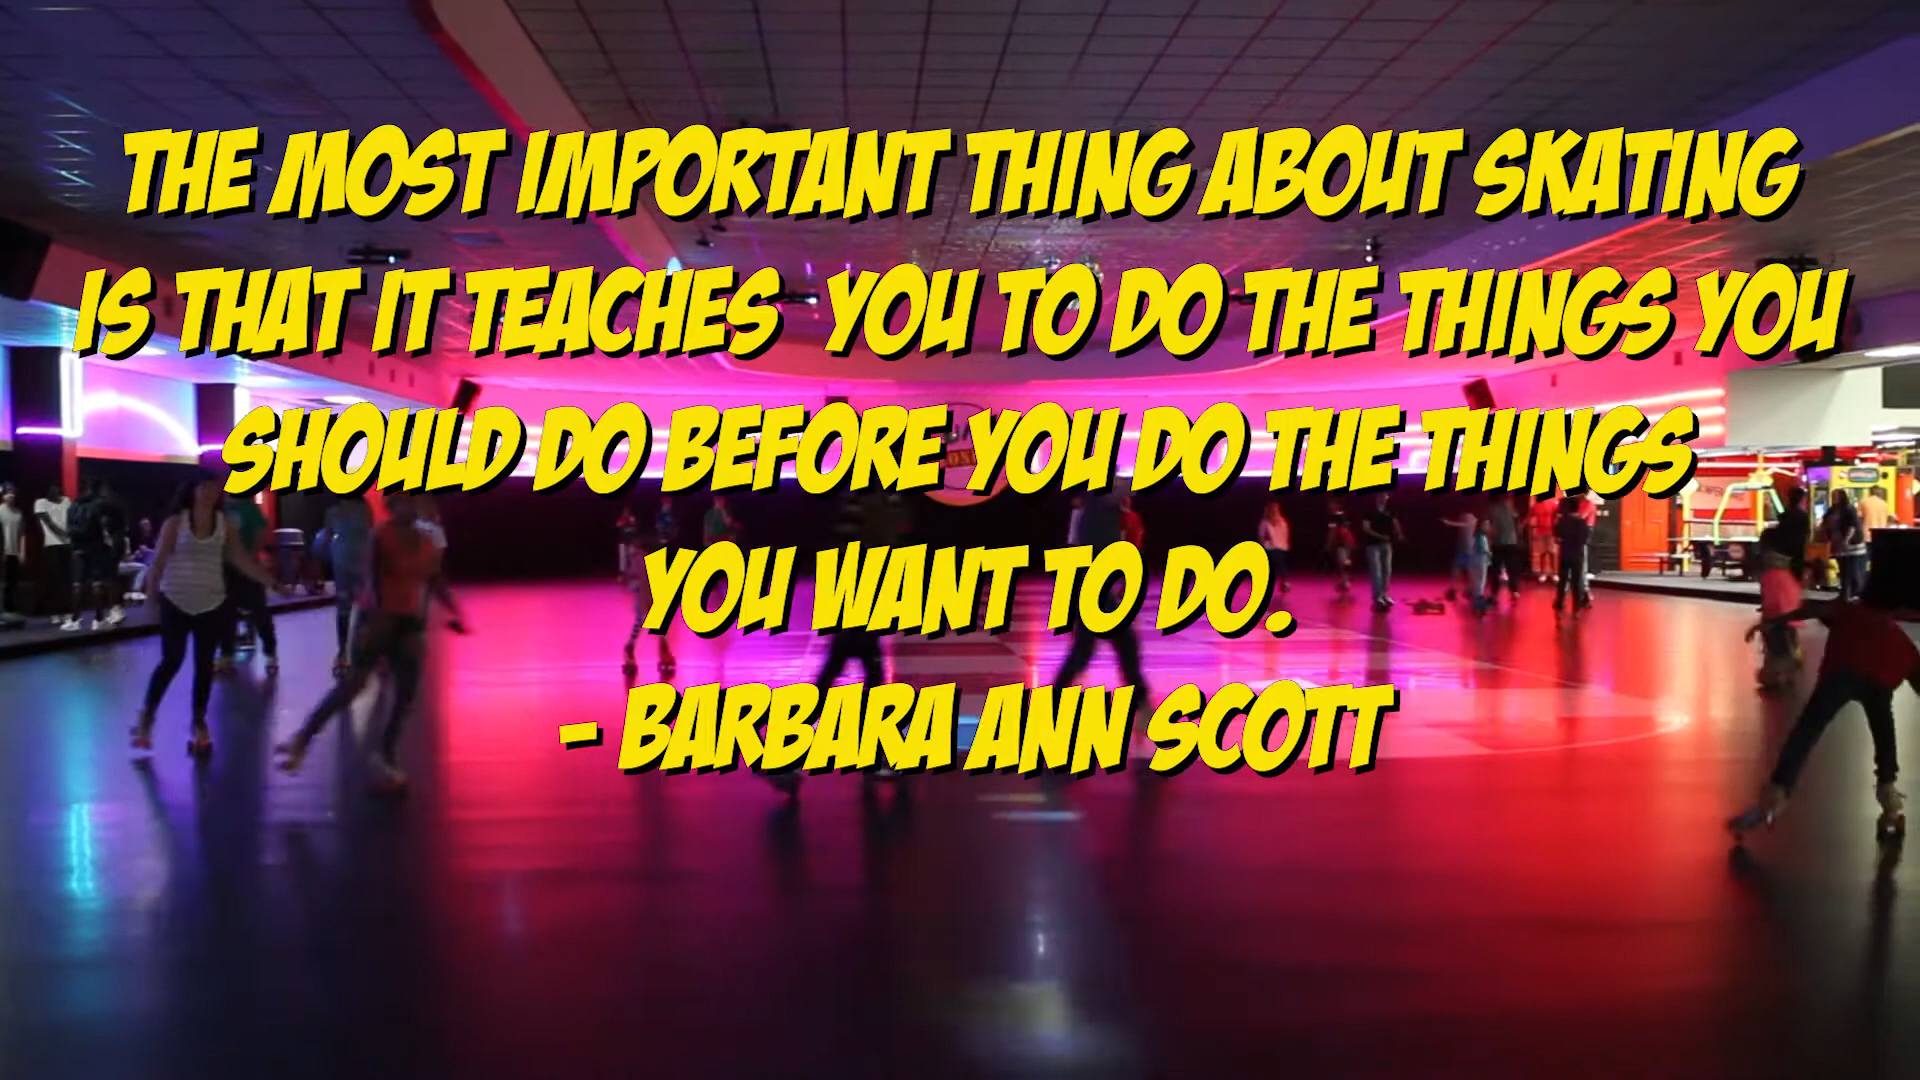 THE MOST IMPORTANT THING ABOUT SKATING
IS THAT IT TEACHES YOU TO DO THE THINGS YOU
SHOULD DO BEFORE YOU DO THE THINGS
YOU WANT TO DO.
- BARBARA ANN SCOTT